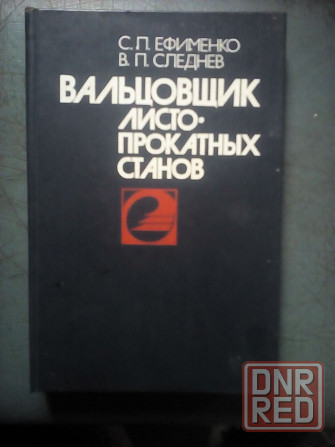 С.П.ЕФИМЕНКО
В.П.СЛЕДНЕВ
ВАЛЬЦОВЩИК
ЛИСТО-
ПРОКАТНЫХ
СТАНОВ
DNR
RED